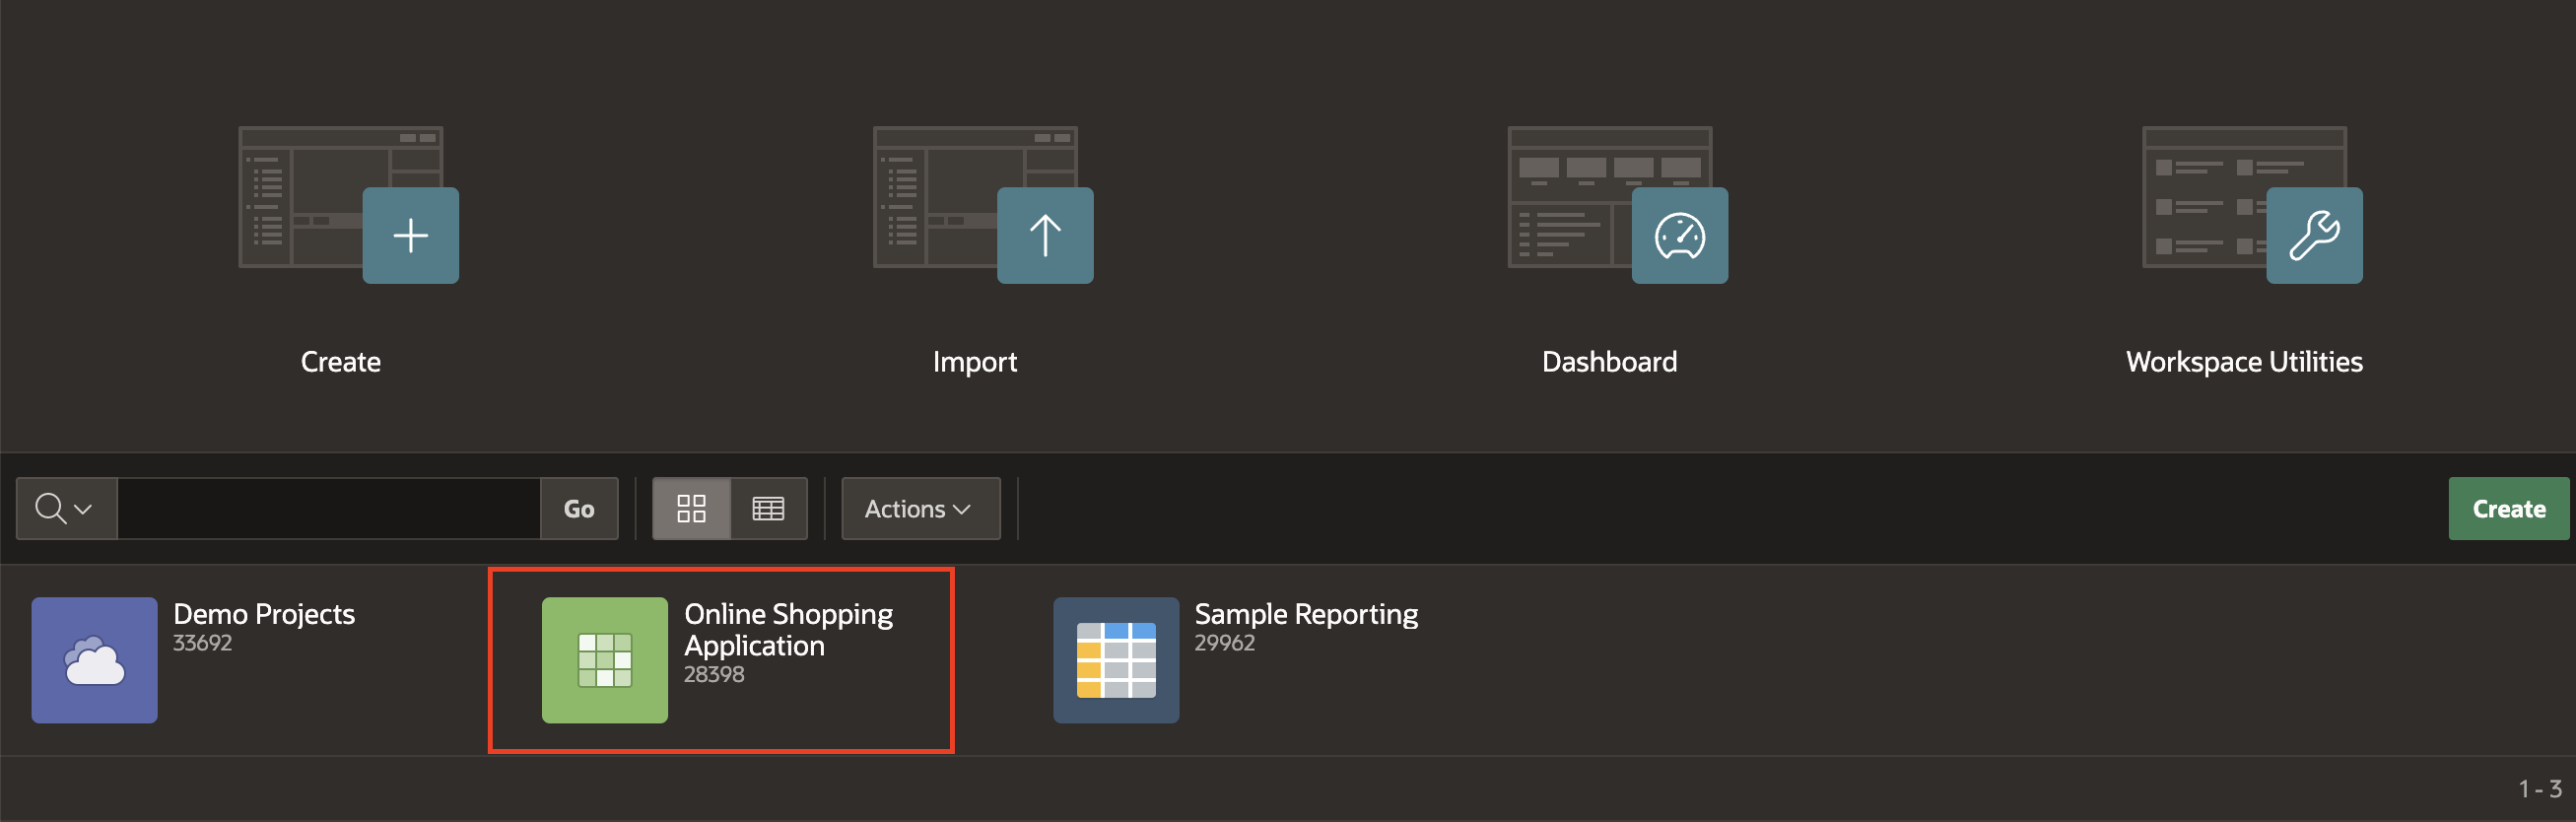 Create
Import
Dashboard
Workspace Utilities
Go
Actions
Create
Demo Projects
33692
Online Shopping
Application
28398
Sample Reporting
29962
1 - 3